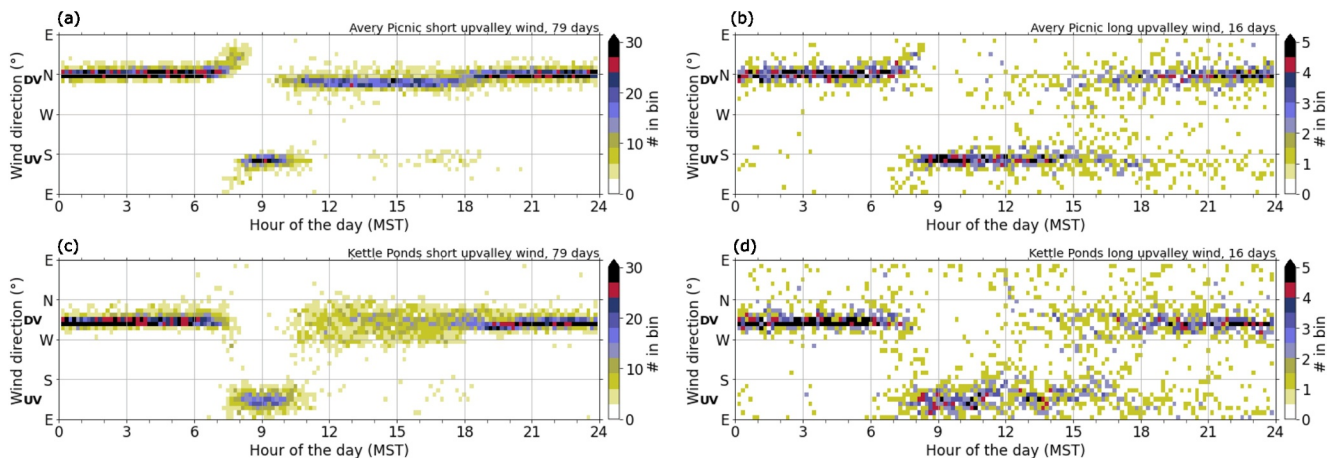 (a)
Avery Picnic short upvalley wind, 79 days
E
DV N
W
UV S
E
Wind direction (°)
0 3 6 9 12 15 18 21 24
Hour of the day (MST)
30
20
10
0
# in bin
(b)
Avery Picnic long upvalley wind, 16 days
E
DV N
W
UV S
E
Wind direction (°)
0 3 6 9 12 15 18 21 24
Hour of the day (MST)
5
4
3
2
1
0
# in bin
(c)
Kettle Ponds short upvalley wind, 79 days
E
N
DV
W
S
UV
E
Wind direction (°)
0 3 6 9 12 15 18 21 24
Hour of the day (MST)
30
20
10
0
# in bin
(d)
Kettle Ponds long upvalley wind, 16 days
E
N
DV
W
S
UV
E
Wind direction (°)
0 3 6 9 12 15 18 21 24
Hour of the day (MST)
5
4
3
2
1
0
# in bin